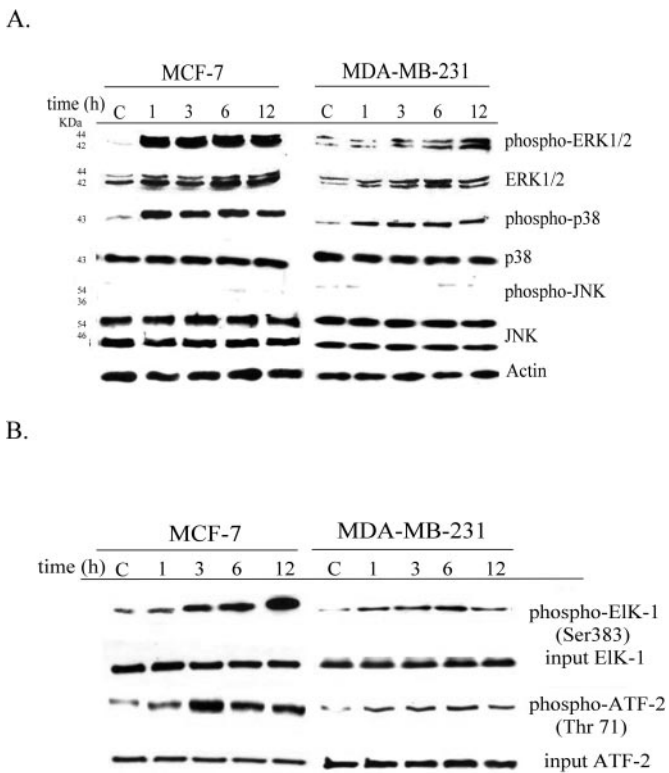 A.
MCF-7 MDA-MB-231
time (h) C 1 3 6 12 C 1 3 6 12
KDa
44
42
phospho-ERK1/2
44
42
ERK1/2
43
phospho-p38
43
p38
54
36
phospho-JNK
54
46
JNK
Actin
B.
MCF-7 MDA-MB-231
time (h) C 1 3 6 12 C 1 3 6 12
phospho-ElK-1
(Ser383)
input ElK-1
phospho-ATF-2
(Thr 71)
input ATF-2